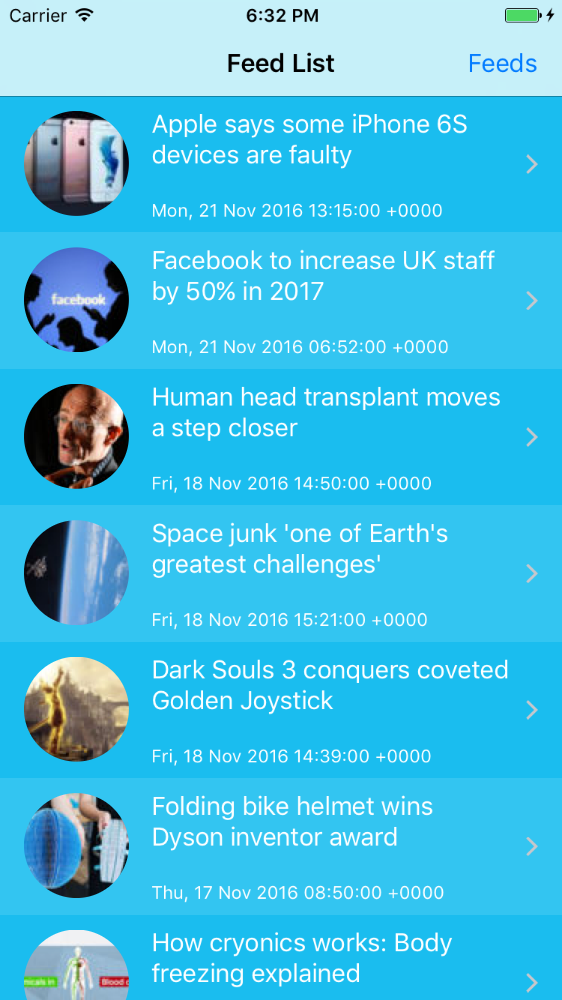 Carrier 6:32 PM
Feed List Feeds
Apple says some iPhone 6S
devices are faulty
Mon, 21 Nov 2016 13:15:00 +0000
facebook
Facebook to increase UK staff
by 50% in 2017
Mon, 21 Nov 2016 06:52:00 +0000
Human head transplant moves
a step closer
Fri, 18 Nov 2016 14:50:00 +0000
Space junk 'one of Earth's
greatest challenges'
Fri, 18 Nov 2016 15:21:00 +0000
Dark Souls 3 conquers coveted
Golden Joystick
Fri, 18 Nov 2016 14:39:00 +0000
Folding bike helmet wins
Dyson inventor award
Thu, 17 Nov 2016 08:50:00 +0000
How cryonics works: Body
freezing explained
micals in Blood